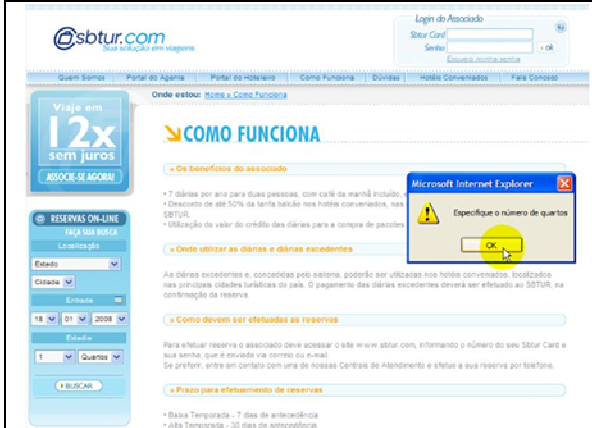 sbtur.com
Sua solução em viagens
Login do Associado
Sbtur Card
Senha
ok
Esqueci minha senha
Quem Somos
Portal do Agente
Portal do Hoteleiro
Como Funciona
Dúvidas
Hotéis Conveniados
Fale Conosco
Onde estou: Home » Como Funciona
Viaje em
12x
sem juros
ASSOCIE-SE AGORA!
COMO FUNCIONA
» Os benefícios do associado
• 7 diárias por ano para duas pessoas, com café da manhã incluído, e
• Desconto de até 50% da tarifa balcão nos hotéis conveniados, nas
SBTUR.
• Utilização do valor do crédito das diárias para a compra de pacotes
Microsoft Internet Explorer
Especifique o número de quartos
OK
» Onde utilizar as diárias e diárias excedentes
As diárias excedentes e, concedidas pelo sistema, poderão ser utilizadas nos hotéis conveniados, localizados
nas principais cidades turísticas do país. O pagamento das diárias excedentes deverá ser efetuado ao SBTUR, na
confirmação da reserva.
» Como devem ser efetuadas as reservas
Para efetuar reserva o associado deve acessar o site www.sbtur.com, informando o número do seu Sbtur Card e
sua senha, que é enviada via correio ou e-mail.
Se preferir, entre em contato com uma de nossas Centrais de Atendimento e efetue a sua reserva por telefone.
» Prazo para efetuamento de reservas
• Baixa Temporada - 7 dias de antecedência
• Alta Temporada - 30 dias de antecedência
RESERVAS ON-LINE
FAÇA SUA BUSCA
Localização
Estado
Cidade
Entrada
18 01 2008
Estadia
1 Quartos
BUSCAR